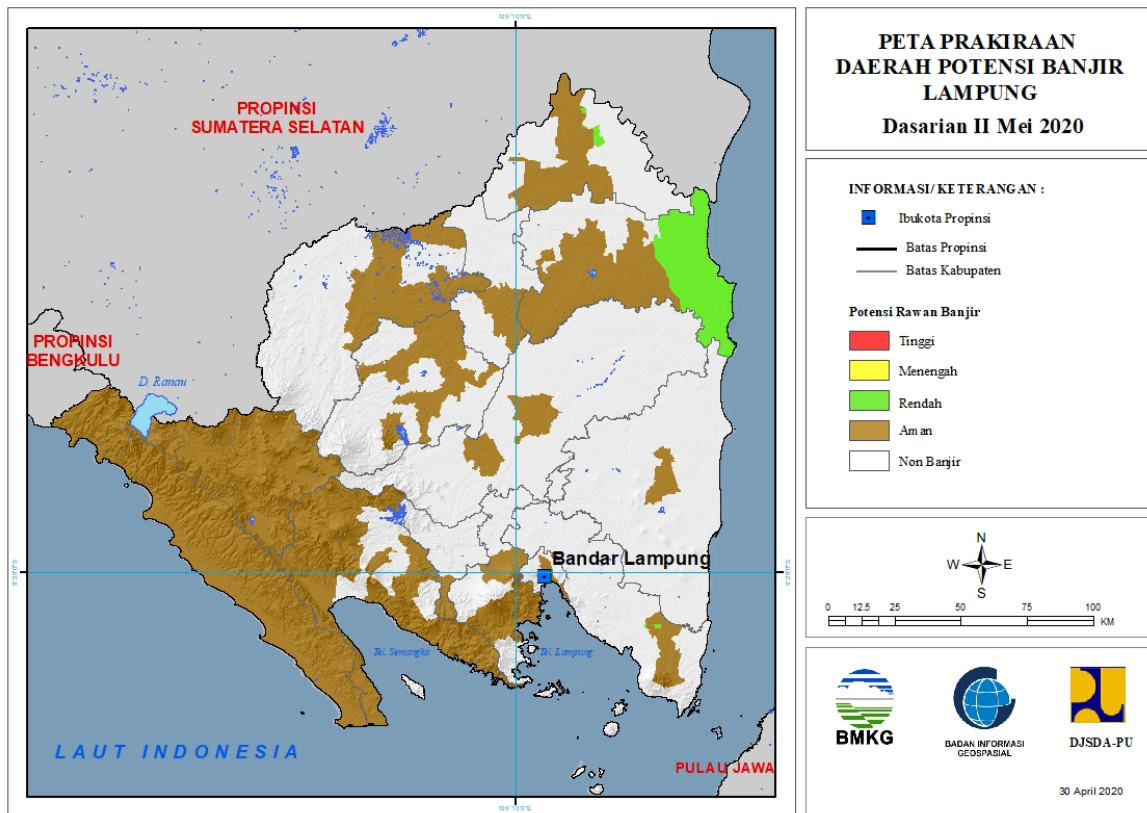 105°10'0"E
PROPINSI
SUMATERA SELATAN
PROPINSI
BENGKULU
D. Ranau
Bandar Lampung
Tel. Semangka
Tel. Lampung
LAUT INDONESIA
PULAU JAWA
PETA PRAKIRAAN
DAERAH POTENSI BANJIR
LAMPUNG
Dasarian II Mei 2020
INFORMASI/ KETERANGAN :
Ibukota Propinsi
Batas Propinsi
Batas Kabupaten
Potensi Rawan Banjir
Tinggi
Menengah
Rendah
Aman
Non Banjir
N
W E
S
0 12.5 25 50 75 100
KM
BMKG
BADAN INFORMASI
GEOSPASIAL
DJSDA-PU
30 April 2020